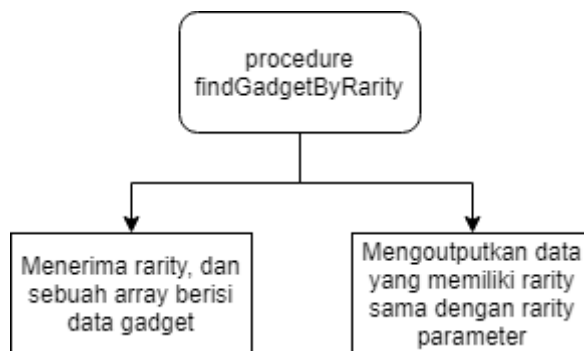 procedure
findGadgetByRarity
Menerima rarity, dan
sebuah array berisi
data gadget
Mengoutputkan data
yang memiliki rarity
sama dengan rarity
parameter